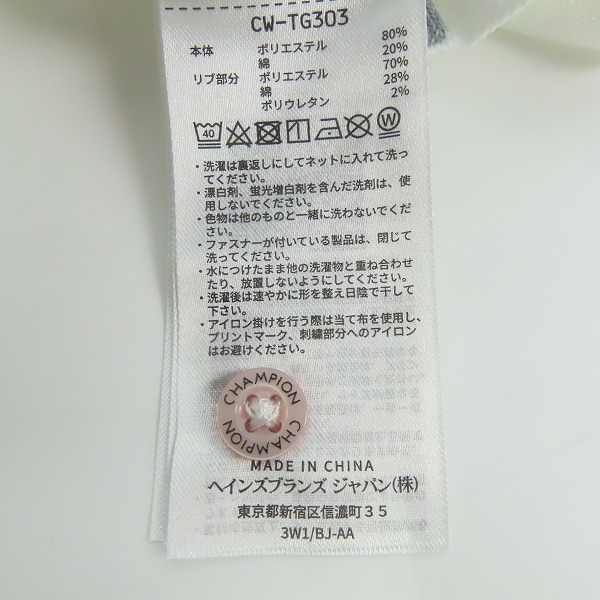 CW-TG303
本体 ポリエステル 80%
綿 20%
リブ部分 ポリエステル 70%
綿 28%
ポリウレタン 2%
40 W
・洗濯は裏返しにしてネットに入れて洗っ
てください。
・漂白剤、蛍光増白剤を含んだ洗剤は、使
用しないでください。
・色物は他のものと一緒に洗わないでくだ
さい。
・ファスナーが付いている製品は、閉じて
洗ってください。
・水につけたまま他の洗濯物と重ね合わせ
たり、放置しないようにしてください。
・洗濯後は速やかに形を整え日陰で干して
下さい。
・アイロン掛けを行う際は当て布を使用し、
プリントマーク、刺繍部分へのアイロン
はお避けください。
CHAMPION
CHAMPION
MADE IN CHINA
ヘインズブランズ ジャパン(株)
東京都新宿区信濃町35
3W1/BJ-AA